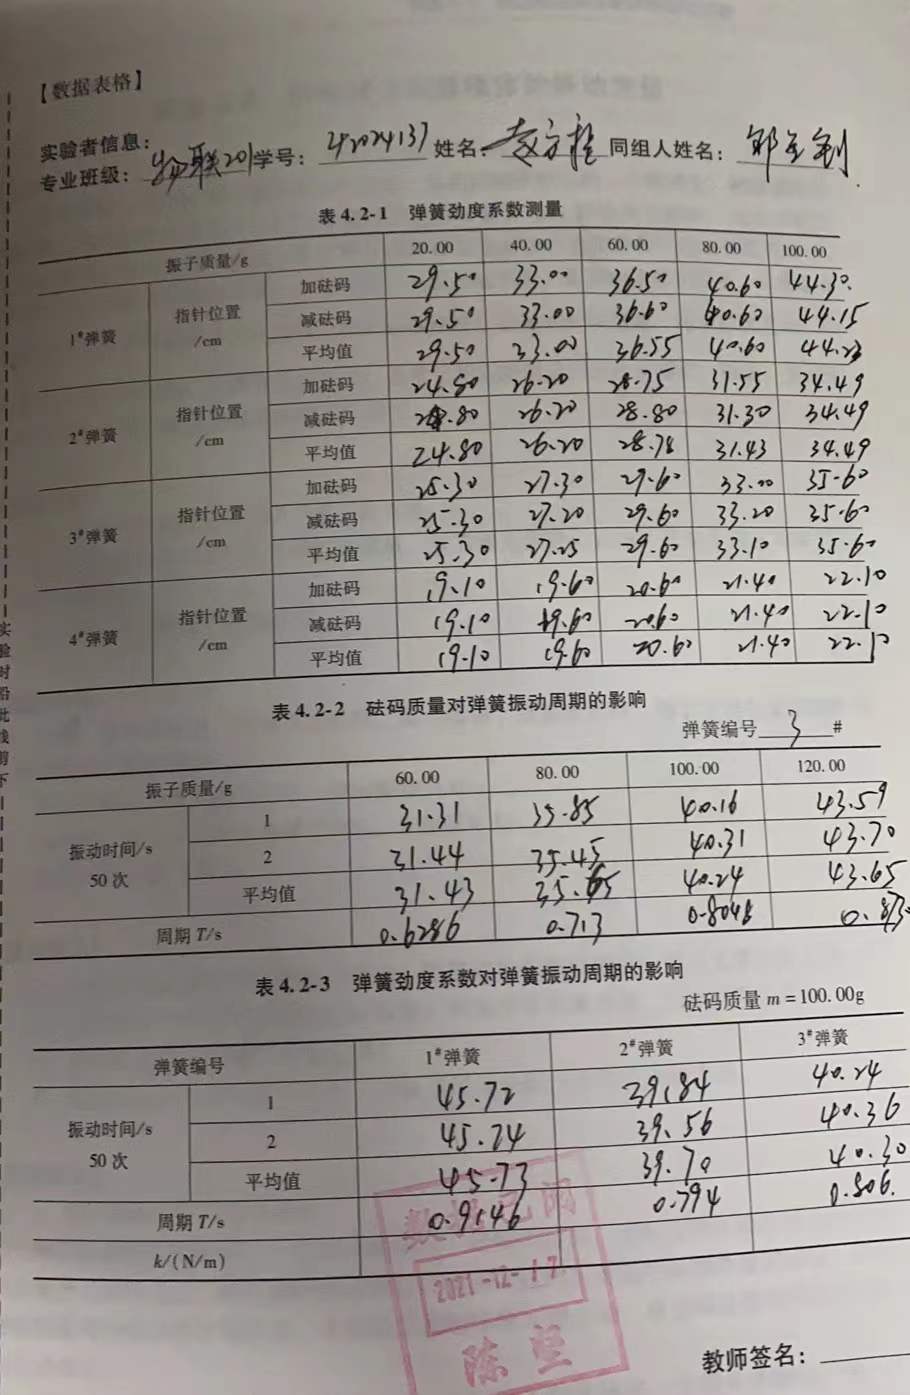 【数据表格】
实验者信息：
专业班级：物联201 学号：42024137 姓名： 同组人姓名：
表 4.2-1 弹簧劲度系数测量
振子质量/g 20.00 40.00 60.00 80.00 100.00
1#弹簧 指针位置/cm 加砝码 29.50 33.00 36.50 40.60 44.30
减砝码 29.50 33.00 36.60 40.60 44.15
平均值 29.50 33.00 36.55 40.60 44.23
2#弹簧 指针位置/cm 加砝码 24.80 26.20 28.75 31.55 34.49
减砝码 24.80 26.20 28.80 31.30 34.49
平均值 24.80 26.20 28.78 31.43 34.49
3#弹簧 指针位置/cm 加砝码 25.30 27.30 29.60 33.00 35.60
减砝码 25.30 27.20 29.60 33.20 35.60
平均值 25.30 27.25 29.60 33.10 35.60
4#弹簧 指针位置/cm 加砝码 19.10 19.60 20.60 21.40 22.10
减砝码 19.10 19.60 20.60 21.40 22.10
平均值 19.10 19.60 20.60 21.40 22.10
表 4.2-2 砝码质量对弹簧振动周期的影响
弹簧编号 3 #
振子质量/g 60.00 80.00 100.00 120.00
振动时间/s 50 次 1 31.31 35.85 40.16 43.59
2 31.44 35.45 40.31 43.70
平均值 31.43 35.65 40.24 43.65
周期 T/s 0.6286 0.713 0.8048 0.8730
表 4.2-3 弹簧劲度系数对弹簧振动周期的影响
砝码质量 m = 100.00g
弹簧编号 1#弹簧 2#弹簧 3#弹簧
振动时间/s 50 次 1 45.72 39.84 40.24
2 45.74 39.56 40.36
平均值 45.73 39.70 40.30
周期 T/s 0.9146 0.794 0.806
k/(N/m)
2021-12-17
陈 坚
教师签名：
实验时沿此线剪下